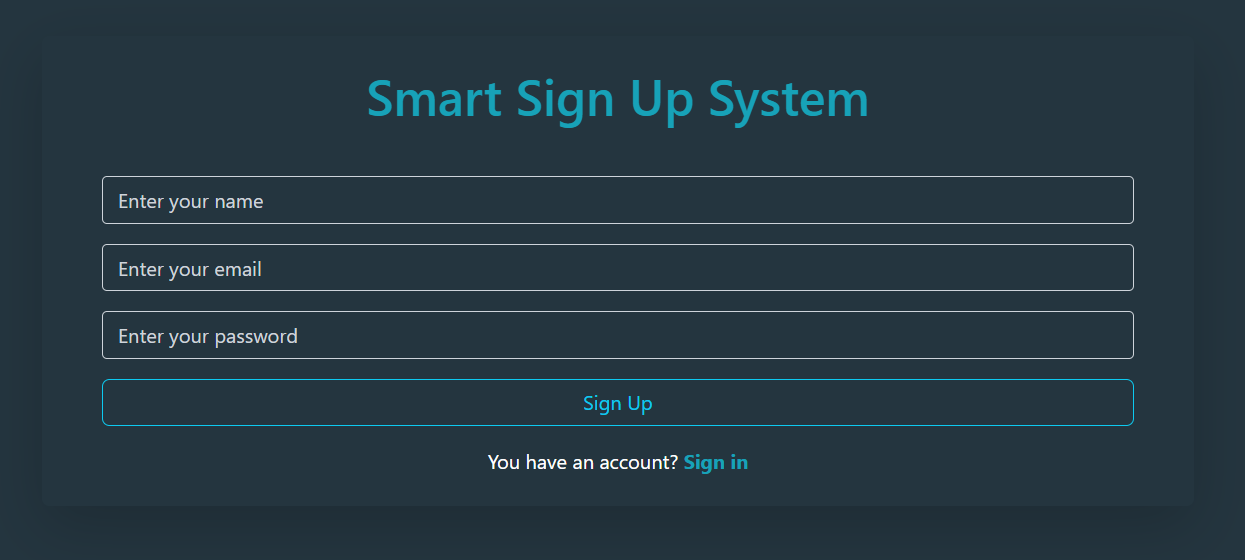 Smart Sign Up System
Enter your name
Enter your email
Enter your password
Sign Up
You have an account? Sign in